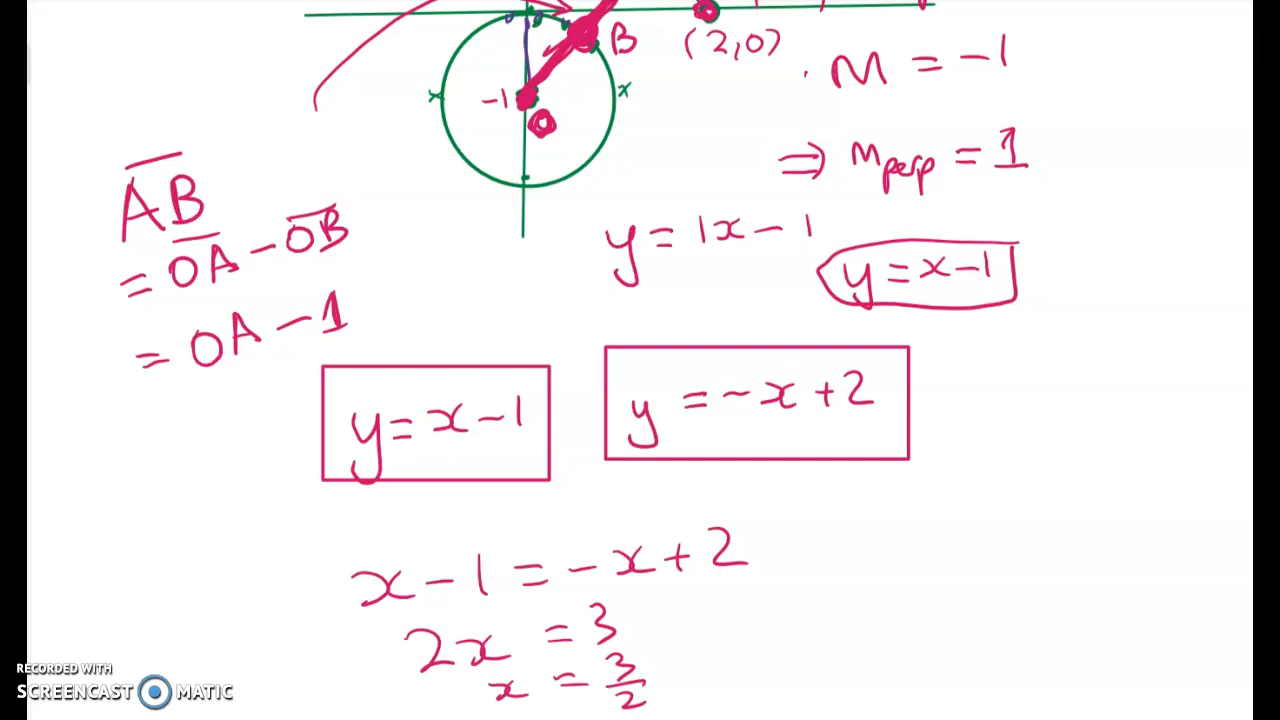 B
(2,0)
-1
O
x
x
m = -1
⇒ m perp = 1
AB
= OA - OB
= OA - 1
y = 1x - 1
y = x - 1
y = x - 1
y = -x + 2
x - 1 = -x + 2
2x = 3
x = 3/2
RECORDED WITH
SCREENCAST MATIC